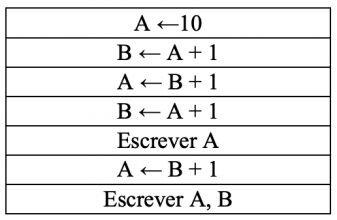 A ←10
B ← A + 1
A ← B + 1
B ← A + 1
Escrever A
A ← B + 1
Escrever A, B